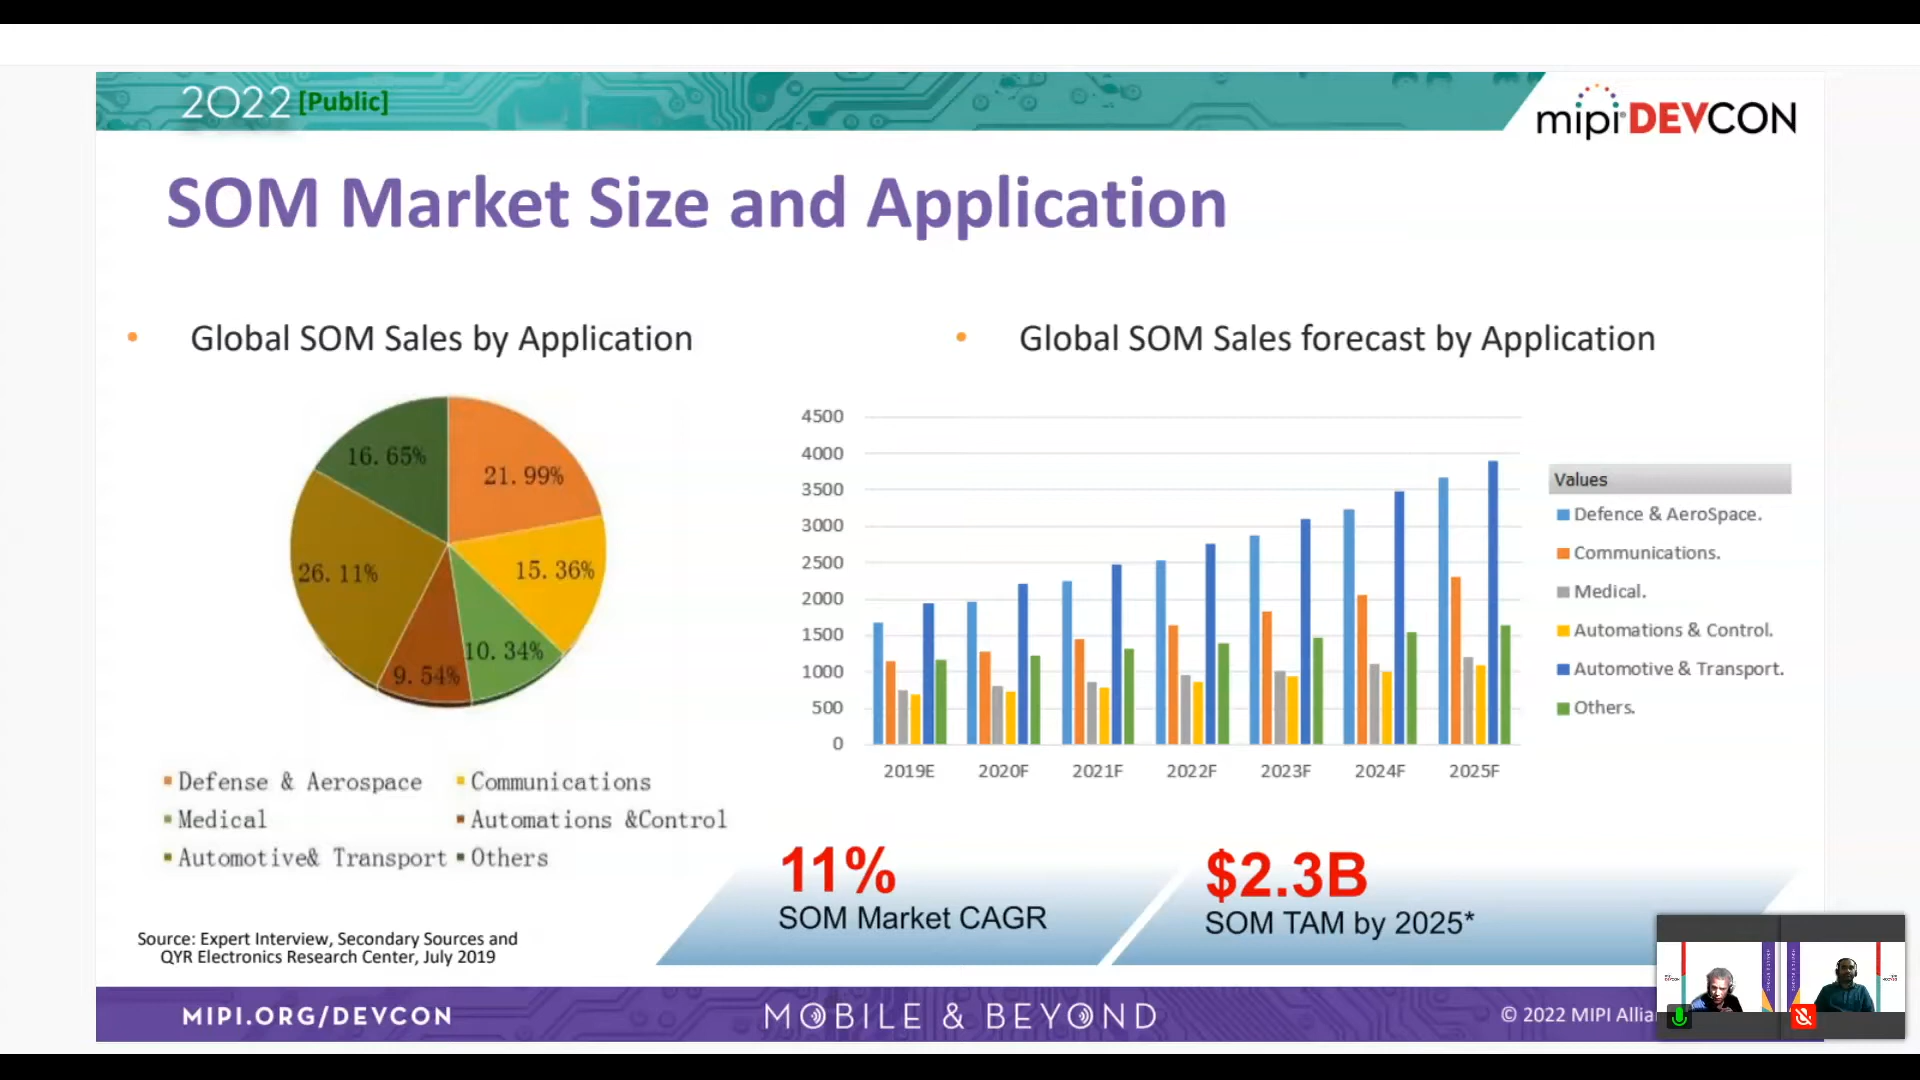 2022 [Public]
mipi DEVCON
SOM Market Size and Application
• Global SOM Sales by Application
16.65%
21.99%
26.11%
15.36%
10.34%
9.54%
Defense & Aerospace
Communications
Medical
Automations &Control
Automotive& Transport
Others
Source: Expert Interview, Secondary Sources and
QYR Electronics Research Center, July 2019
• Global SOM Sales forecast by Application
4500
4000
3500
3000
2500
2000
1500
1000
500
0
2019E 2020F 2021F 2022F 2023F 2024F 2025F
Values
Defence & AeroSpace.
Communications.
Medical.
Automations & Control.
Automotive & Transport.
Others.
11%
SOM Market CAGR
$2.3B
SOM TAM by 2025*
MIPI.ORG/DEVCON
MOBILE & BEYOND
© 2022 MIPI Allia